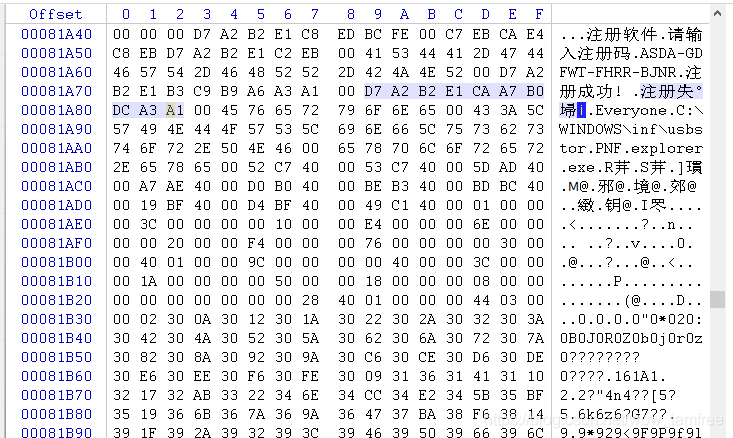 Offset 0 1 2 3 4 5 6 7 8 9 A B C D E F
00081A40 00 00 00 D7 A2 B2 E1 C8 ED BC FE 00 C7 EB CA E4 ...注册软件.请输
00081A50 C8 EB D7 A2 B2 E1 C2 EB 00 41 53 44 41 2D 47 44 入注册码.ASDA-GD
00081A60 46 57 54 2D 46 48 52 52 2D 42 4A 4E 52 00 D7 A2 FWT-FHRR-BJNR.注
00081A70 B2 E1 B3 C9 B9 A6 A3 A1 00 D7 A2 B2 E1 CA A7 B0 册成功！.注册失°
00081A80 DC A3 A1 00 45 76 65 72 79 6F 6E 65 00 43 3A 5C .Everyone.C:\
00081A90 57 49 4E 44 4F 57 53 5C 69 6E 66 5C 75 73 62 73 WINDOWS\inf\usbs
00081AA0 74 6F 72 2E 50 4E 46 00 65 78 70 6C 6F 72 65 72 tor.PNF.explorer
00081AB0 2E 65 78 65 00 52 C7 40 00 53 C7 40 00 5D AD 40 .exe.R荓.S荓.]瑻
00081AC0 00 A7 AE 40 00 D0 B0 40 00 BE B3 40 00 BD BC 40 .М@.邪@.境@.郊@
00081AD0 00 19 BF 40 00 D4 BF 40 00 49 C1 40 00 01 00 00 ..緻.钥@.I罓....
00081AE0 00 3C 00 00 00 00 10 00 00 E4 00 00 00 6E 00 00 .<.......?..n..
00081AF0 00 00 20 00 00 F4 00 00 00 76 00 00 00 00 30 00 .. ..?..v....0.
00081B00 00 40 01 00 00 9C 00 00 00 00 40 00 00 3C 00 00 .@...?...@..<..
00081B10 00 1A 00 00 00 00 50 00 00 18 00 00 00 08 00 00 ......P.........
00081B20 00 00 00 00 00 00 00 28 40 01 00 00 00 44 03 00 .......(@....D..
00081B30 00 02 30 0A 30 12 30 1A 30 22 30 2A 30 32 30 3A ..0.0.0.0"0*020:
00081B40 30 42 30 4A 30 52 30 5A 30 62 30 6A 30 72 30 7A 0B0J0R0Z0b0j0r0z
00081B50 30 82 30 8A 30 92 30 9A 30 C6 30 CE 30 D6 30 DE 0????????
00081B60 30 E6 30 EE 30 F6 30 FE 30 09 31 36 31 41 31 10 0????.161A1.
00081B70 32 17 32 AB 33 22 34 6E 34 CC 34 E2 34 5B 35 BF 2.2?"4n4??[5?
00081B80 35 19 36 6B 36 7A 36 9A 36 47 37 BA 38 F6 38 14 5.6k6z6?G7??.
00081B90 39 1F 39 2A 39 32 39 3C 39 46 39 50 39 66 39 6C 9.9*929<9F9P9f9l